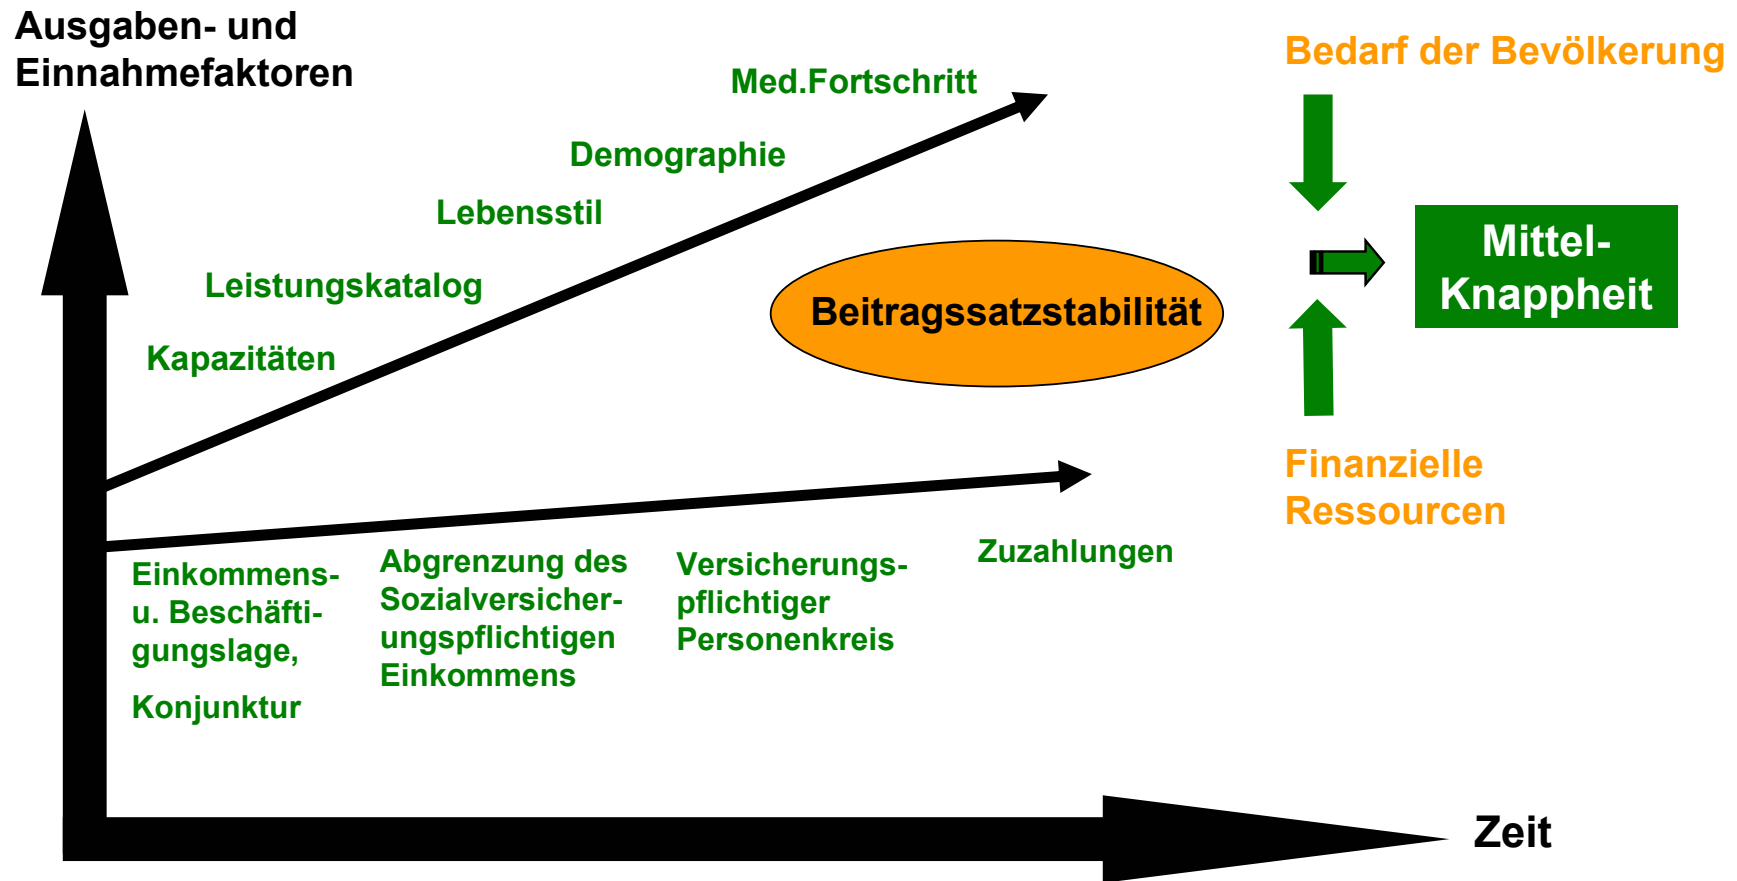 Ausgaben- und
Einnahmefaktoren
Med.Fortschritt
Demographie
Lebensstil
Leistungskatalog
Kapazitäten
Beitragssatzstabilität
Bedarf der Bevölkerung
Mittel-
Knappheit
Finanzielle
Ressourcen
Einkommens-
u. Beschäfti-
gungslage,
Konjunktur
Abgrenzung des
Sozialversicher-
ungspflichtigen
Einkommens
Versicherungs-
pflichtiger
Personenkreis
Zuzahlungen
Zeit